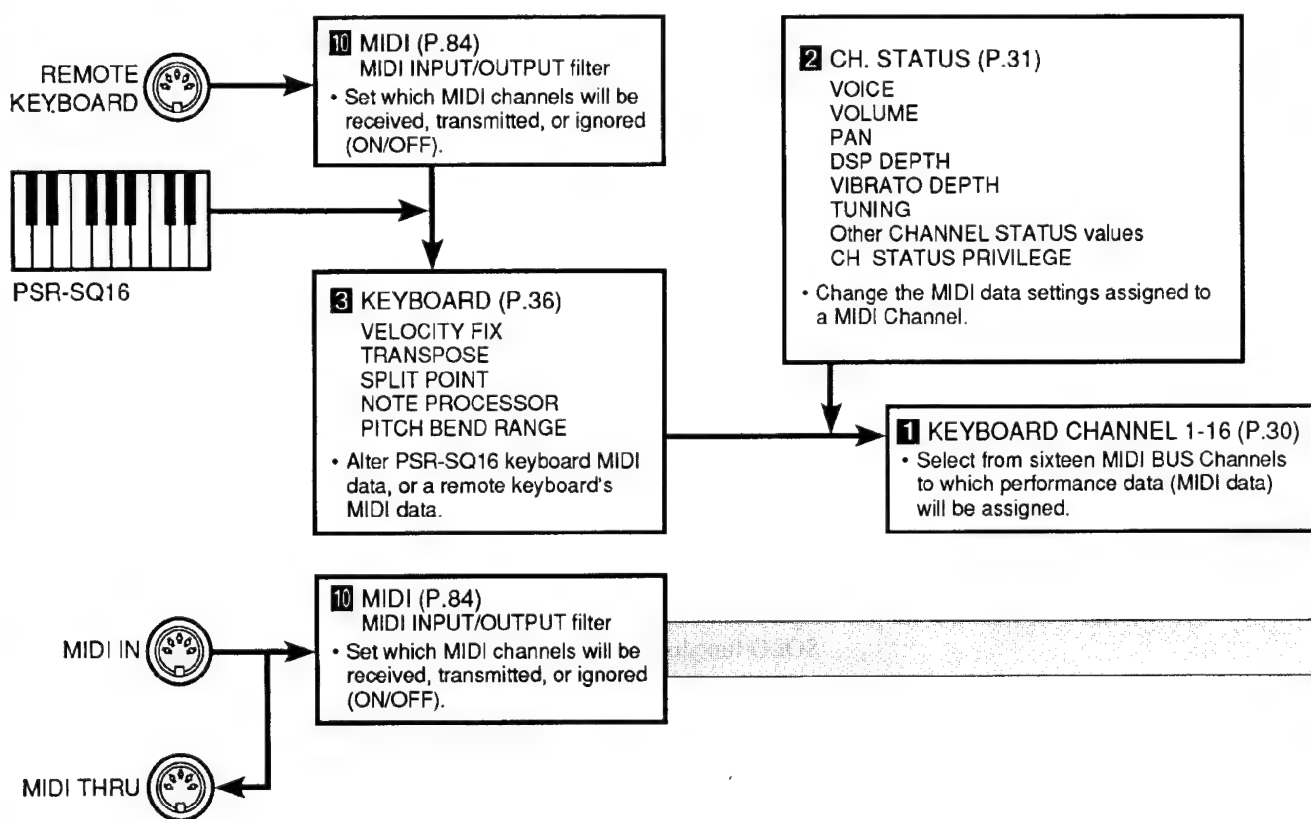 REMOTE
KEYBOARD
10 MIDI (P.84)
MIDI INPUT/OUTPUT filter
• Set which MIDI channels will be
received, transmitted, or ignored
(ON/OFF).
PSR-SQ16
3 KEYBOARD (P.36)
VELOCITY FIX
TRANSPOSE
SPLIT POINT
NOTE PROCESSOR
PITCH BEND RANGE
• Alter PSR-SQ16 keyboard MIDI
data, or a remote keyboard's
MIDI data.
2 CH. STATUS (P.31)
VOICE
VOLUME
PAN
DSP DEPTH
VIBRATO DEPTH
TUNING
Other CHANNEL STATUS values
CH STATUS PRIVILEGE
• Change the MIDI data settings assigned to
a MIDI Channel.
1 KEYBOARD CHANNEL 1-16 (P.30)
• Select from sixteen MIDI BUS Channels
to which performance data (MIDI data)
will be assigned.
MIDI IN
10 MIDI (P.84)
MIDI INPUT/OUTPUT filter
• Set which MIDI channels will be
received, transmitted, or ignored
(ON/OFF).
MIDI THRU